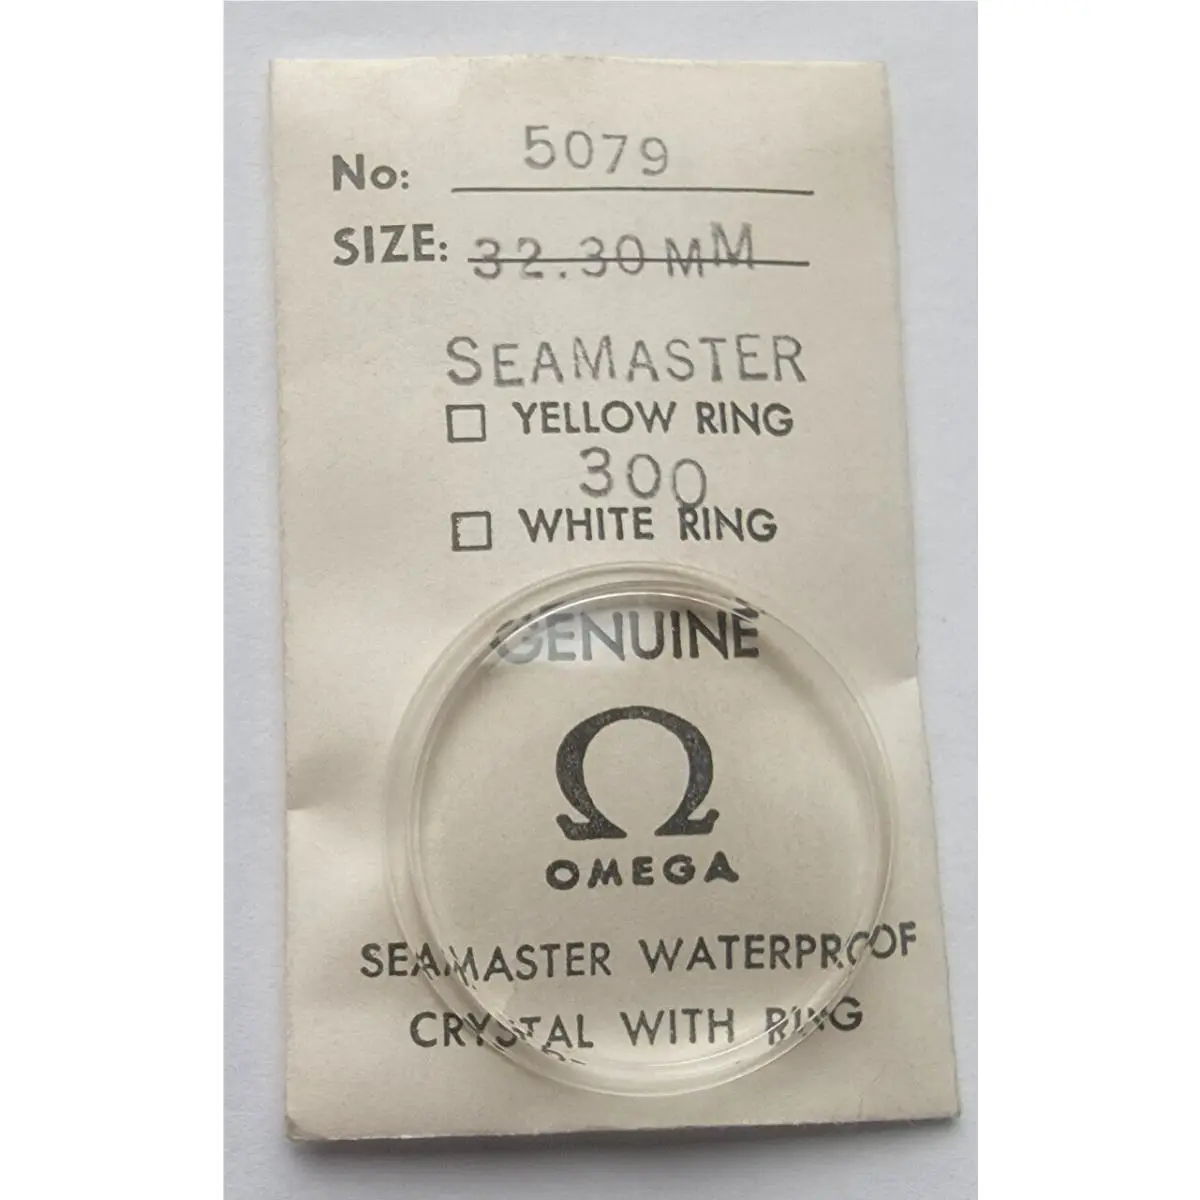 No: 5079
SIZE: 32.30 MM
SEAMASTER
YELLOW RING
300
WHITE RING
GENUINE
Ω
OMEGA
SEAMASTER WATERPROOF
CRYSTAL WITH RING